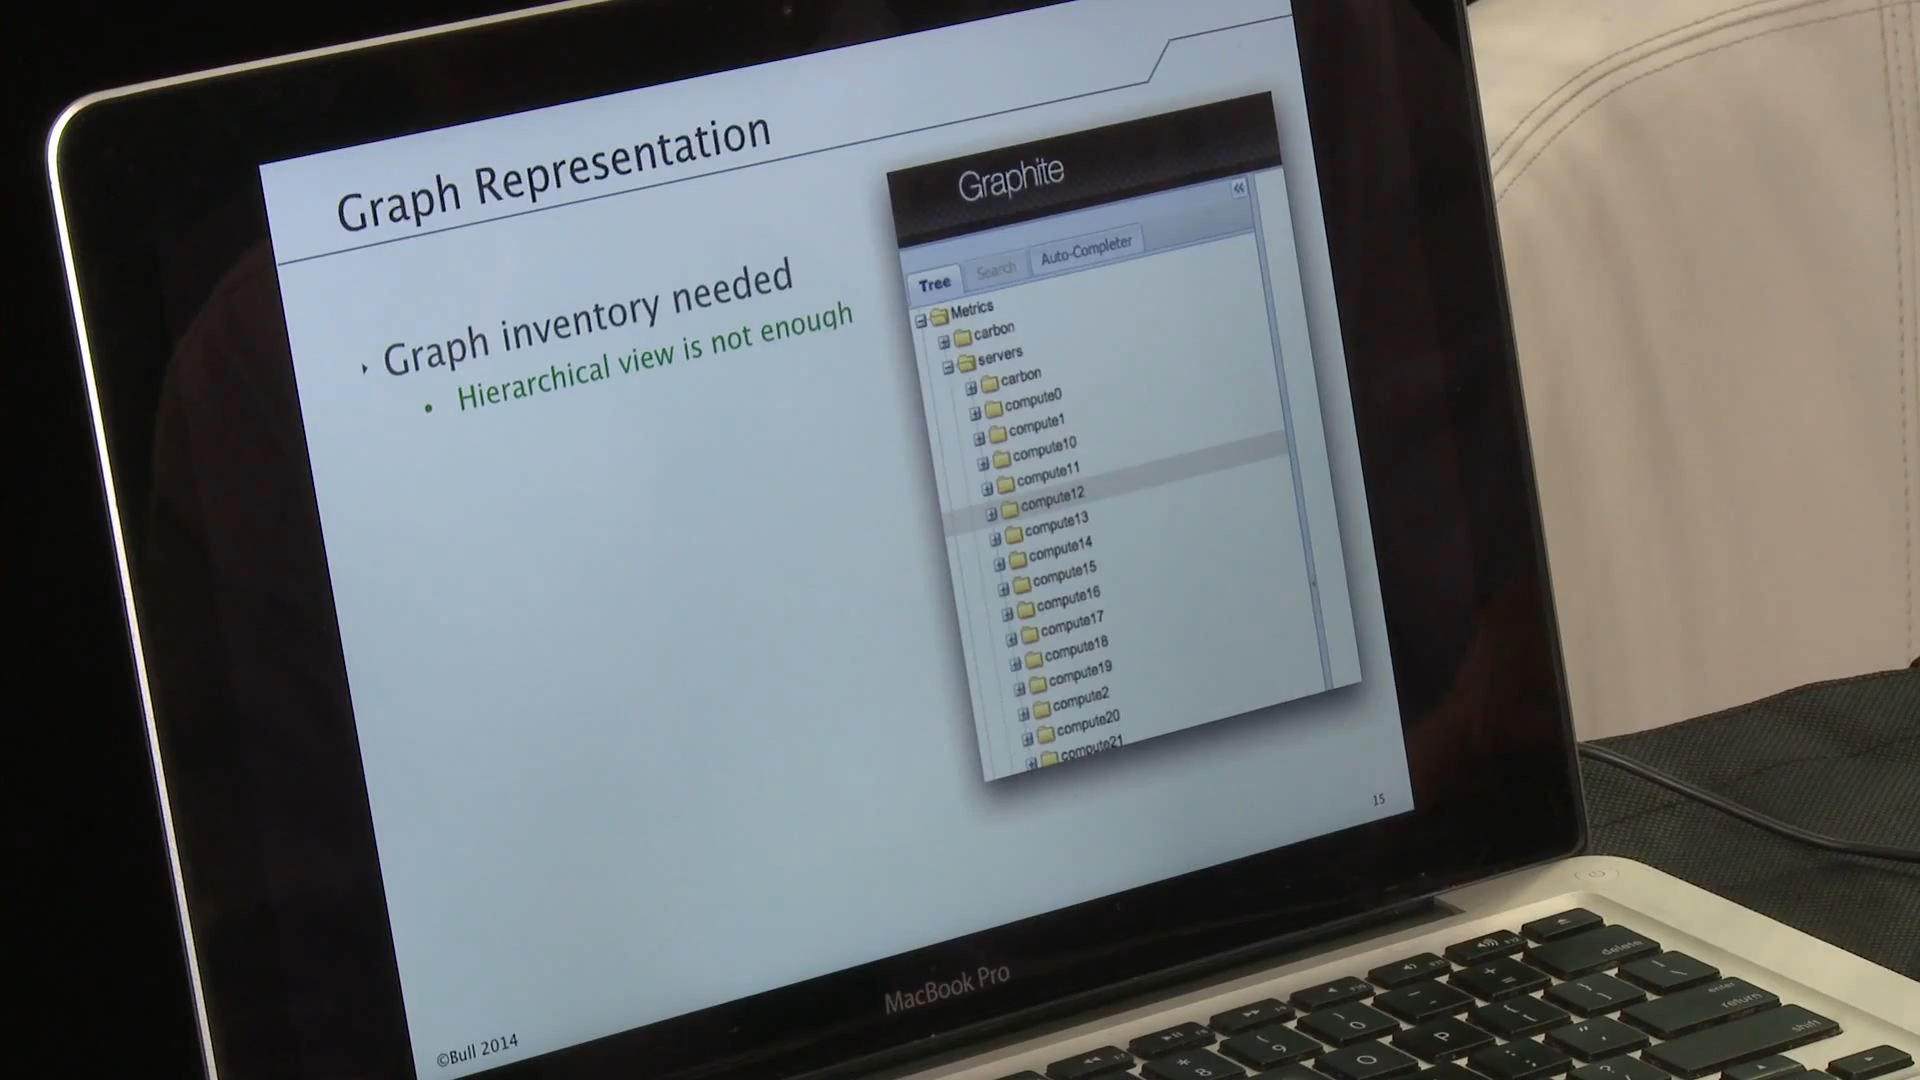 Graph Representation
Graph inventory needed
Hierarchical view is not enough
Graphite
Tree Search Auto-Completer
Metrics
carbon
servers
carbon
compute0
compute1
compute10
compute11
compute12
compute13
compute14
compute15
compute16
compute17
compute18
compute19
compute2
compute20
compute21
15
©Bull 2014
MacBook Pro
delete
enter
return
shift